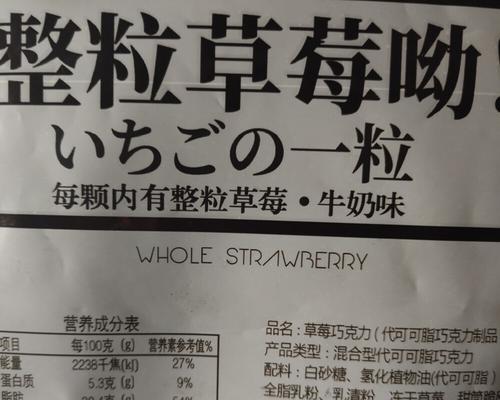 整粒草莓呦
いちごの一粒
每颗内有整粒草莓·牛奶味
WHOLE STRAWBERRY
营养成分表
项目 每100克 (g) 营养素参考值%
能量 2238千焦(kJ) 27%
蛋白质 5.3克 (g) 9%
脂肪
品名：草莓巧克力（代可可脂巧克力制品
产品类型：混合型代可可脂巧克力
配料：白砂糖、氢化植物油(代可可脂)
全脂乳粉、乳清粉、冻干草莓、甜筒脆